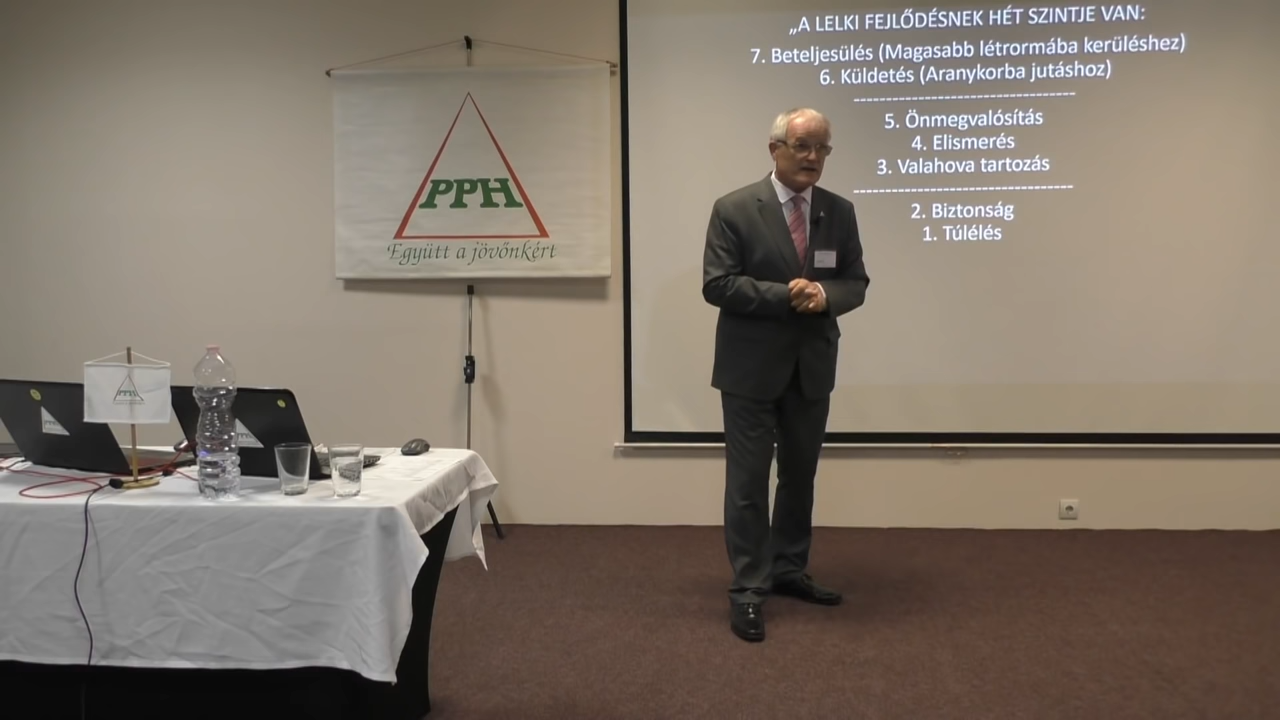 „A LELKI FEJLŐDÉSNEK HÉT SZINTJE VAN:
7. Beteljesülés (Magasabb létrormába kerüléshez)
6. Küldetés (Aranykorba jutáshoz)
--------------------------------
5. Önmegvalósítás
4. Elismerés
3. Valahova tartozás
--------------------------------
2. Biztonság
1. Túlélés
PPH
Együtt a jövőnkért
PPH